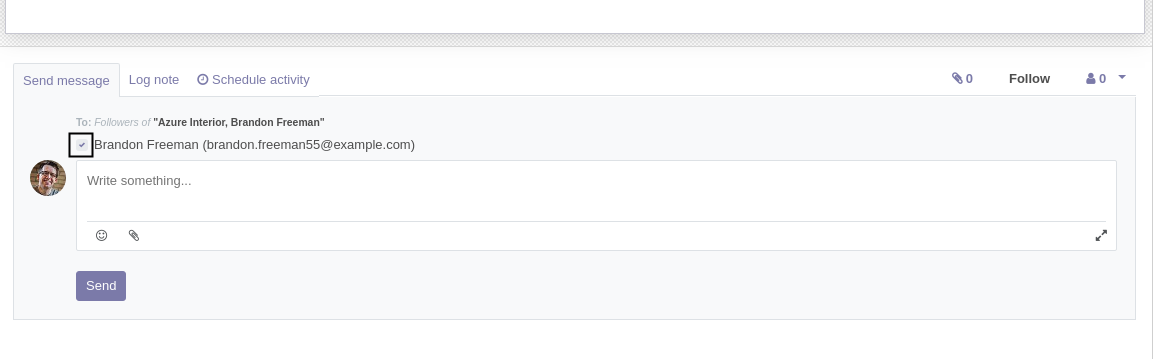 Send message Log note Schedule activity 0 Follow 0
To: Followers of "Azure Interior, Brandon Freeman"
Brandon Freeman (brandon.freeman55@example.com)
Write something...
Send